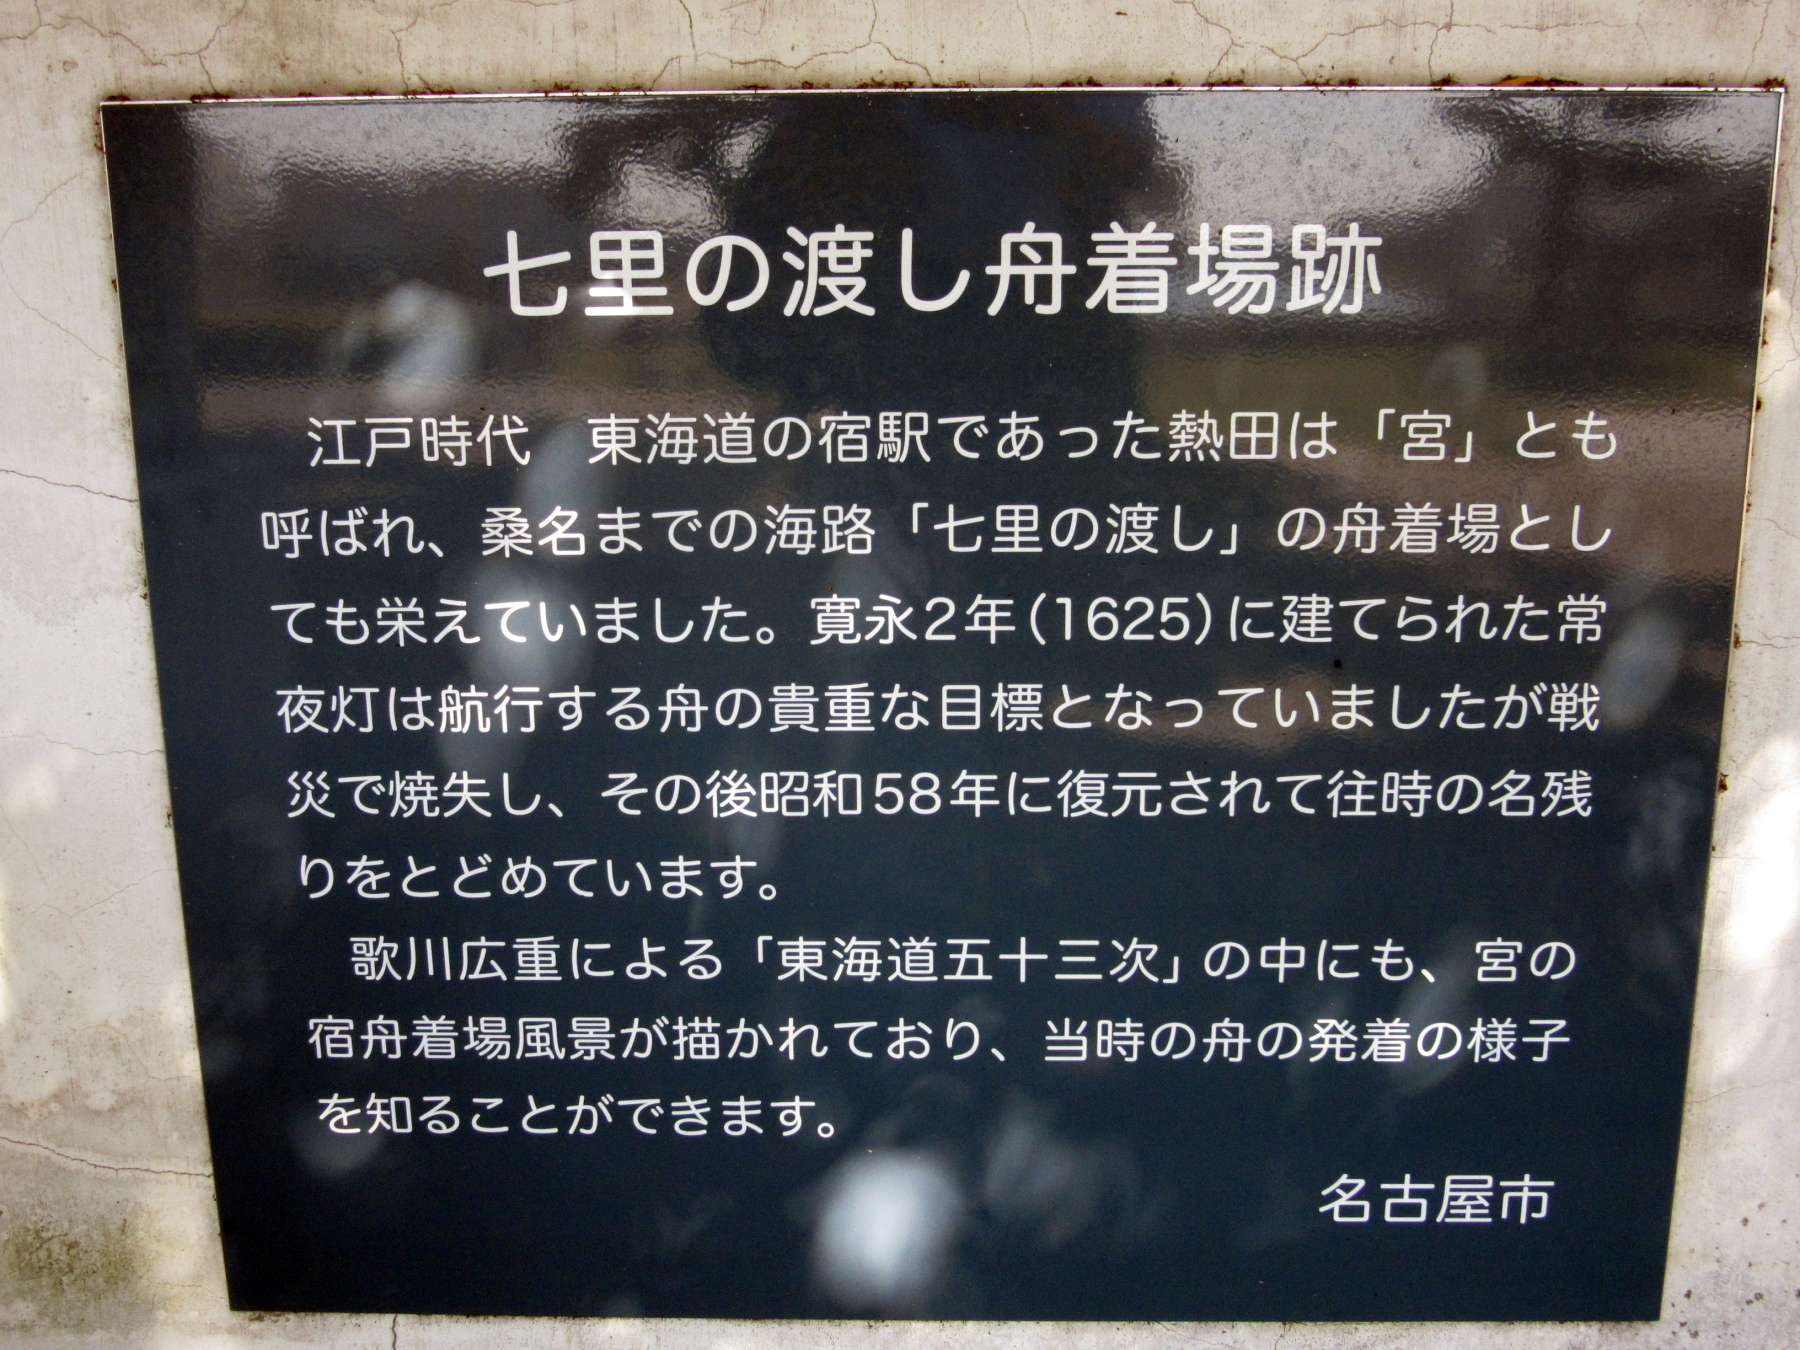 七里の渡し舟着場跡
江戸時代　東海道の宿駅であった熱田は「宮」とも
呼ばれ、桑名までの海路「七里の渡し」の舟着場とし
ても栄えていました。寛永2年(1625)に建てられた常
夜灯は航行する舟の貴重な目標となっていましたが戦
災で焼失し、その後昭和58年に復元されて往時の名残
りをとどめています。
歌川広重による「東海道五十三次」の中にも、宮の
宿舟着場風景が描かれており、当時の舟の発着の様子
を知ることができます。
名古屋市